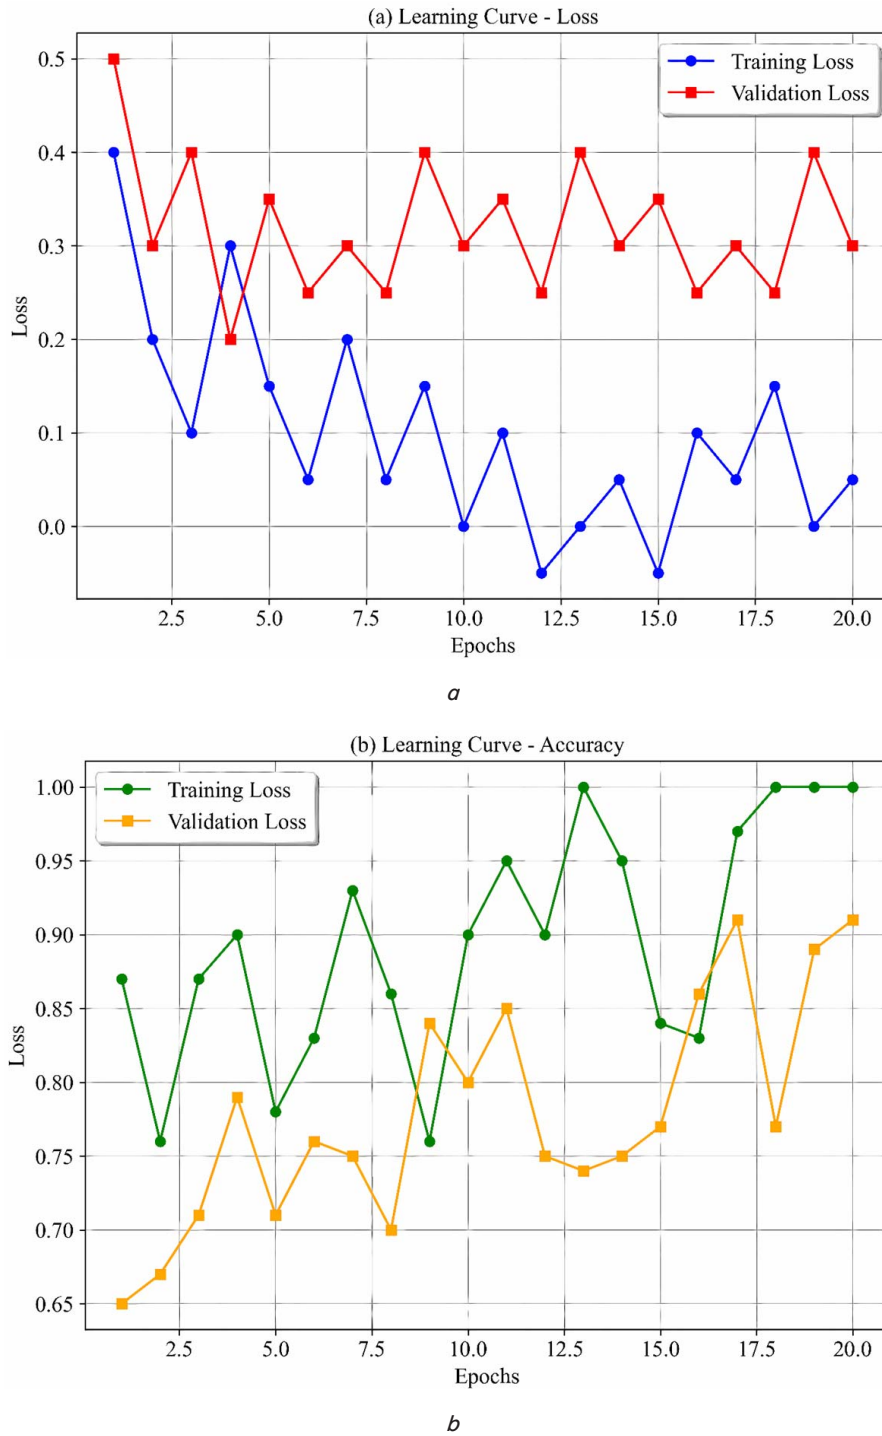 (a) Learning Curve - Loss
Training Loss
Validation Loss
0.5
0.4
0.3
0.2
0.1
0.0
Loss
2.5 5.0 7.5 10.0 12.5 15.0 17.5 20.0
Epochs
a
(b) Learning Curve - Accuracy
Training Loss
Validation Loss
1.00
0.95
0.90
0.85
0.80
0.75
0.70
0.65
Loss
2.5 5.0 7.5 10.0 12.5 15.0 17.5 20.0
Epochs
b